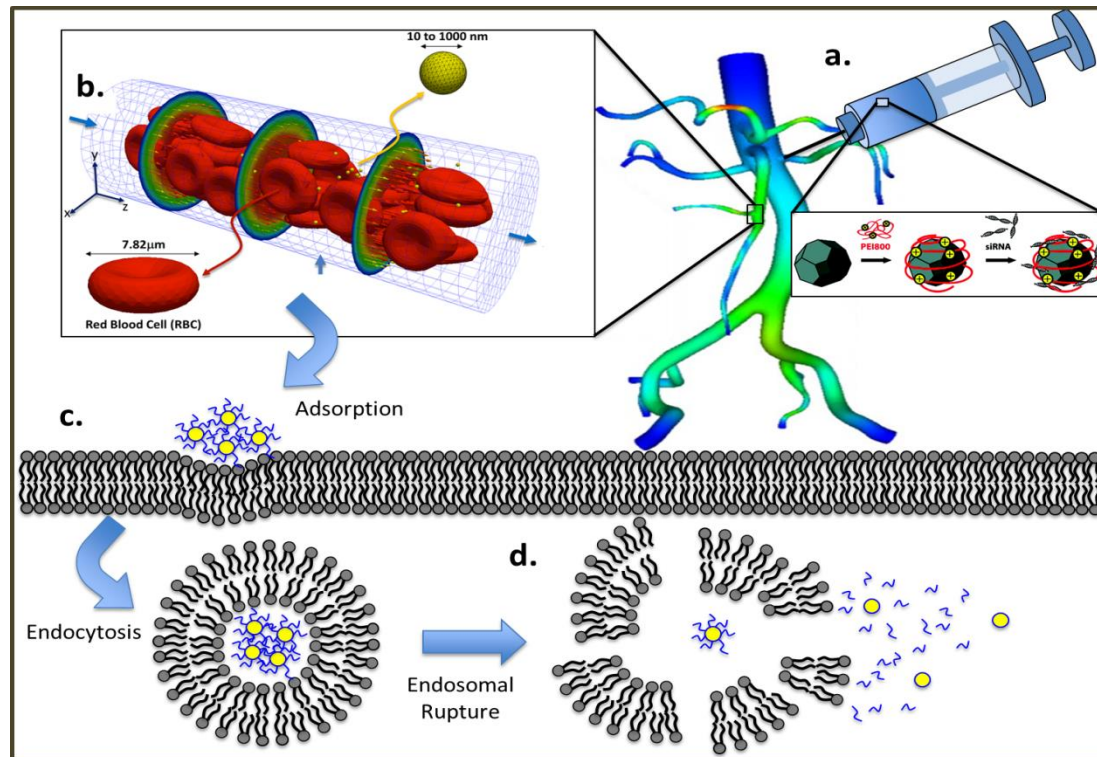 a.
10 to 1000 nm
b.
y
x
z
7.82μm
Red Blood Cell (RBC)
PEI800
siRNA
+
+ + +
+ +
+ + +
+ +
Adsorption
c.
d.
Endocytosis
Endosomal
Rupture